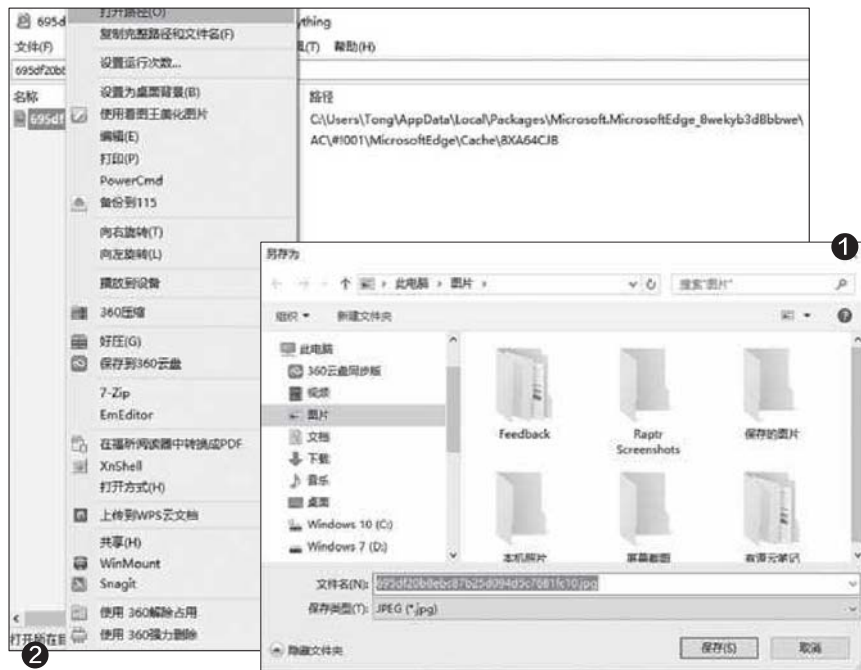 695d
ything
打开路径(O)
文件(F)
复制完整路径和文件名(F)
具(T) 帮助(H)
695df20b8
设置运行次数...
名称
设置为桌面背景(B)
路径
695df
使用看图王美化图片
C:\Users\Tong\AppData\Local\Packages\Microsoft.MicrosoftEdge_8wekyb3d8bbwe\
编辑(E)
AC\#!001\MicrosoftEdge\Cache\8XA64CJB
打印(P)
PowerCmd
备份到115
向右旋转(T)
向左旋转(L)
播放到设备
360压缩
好压(G)
保存到360云盘
7-Zip
EmEditor
在福昕阅读器中转换成PDF
XnShell
打开方式(H)
上传到WPS云文档
共享(H)
WinMount
Snagit
使用 360解除占用
使用 360强力删除
打开所在目
2
另存为
1
此电脑 › 图片 ›
搜索"图片"
组织
新建文件夹
此电脑
360云盘同步版
视频
图片
文档
下载
音乐
桌面
Windows 10 (C:)
Windows 7 (D:)
Feedback
Raptr
Screenshots
保存的图片
本机照片
屏幕截图
有道云笔记
文件名(N):
保存类型(T): JPEG (*.jpg)
隐藏文件夹
保存(S)
取消